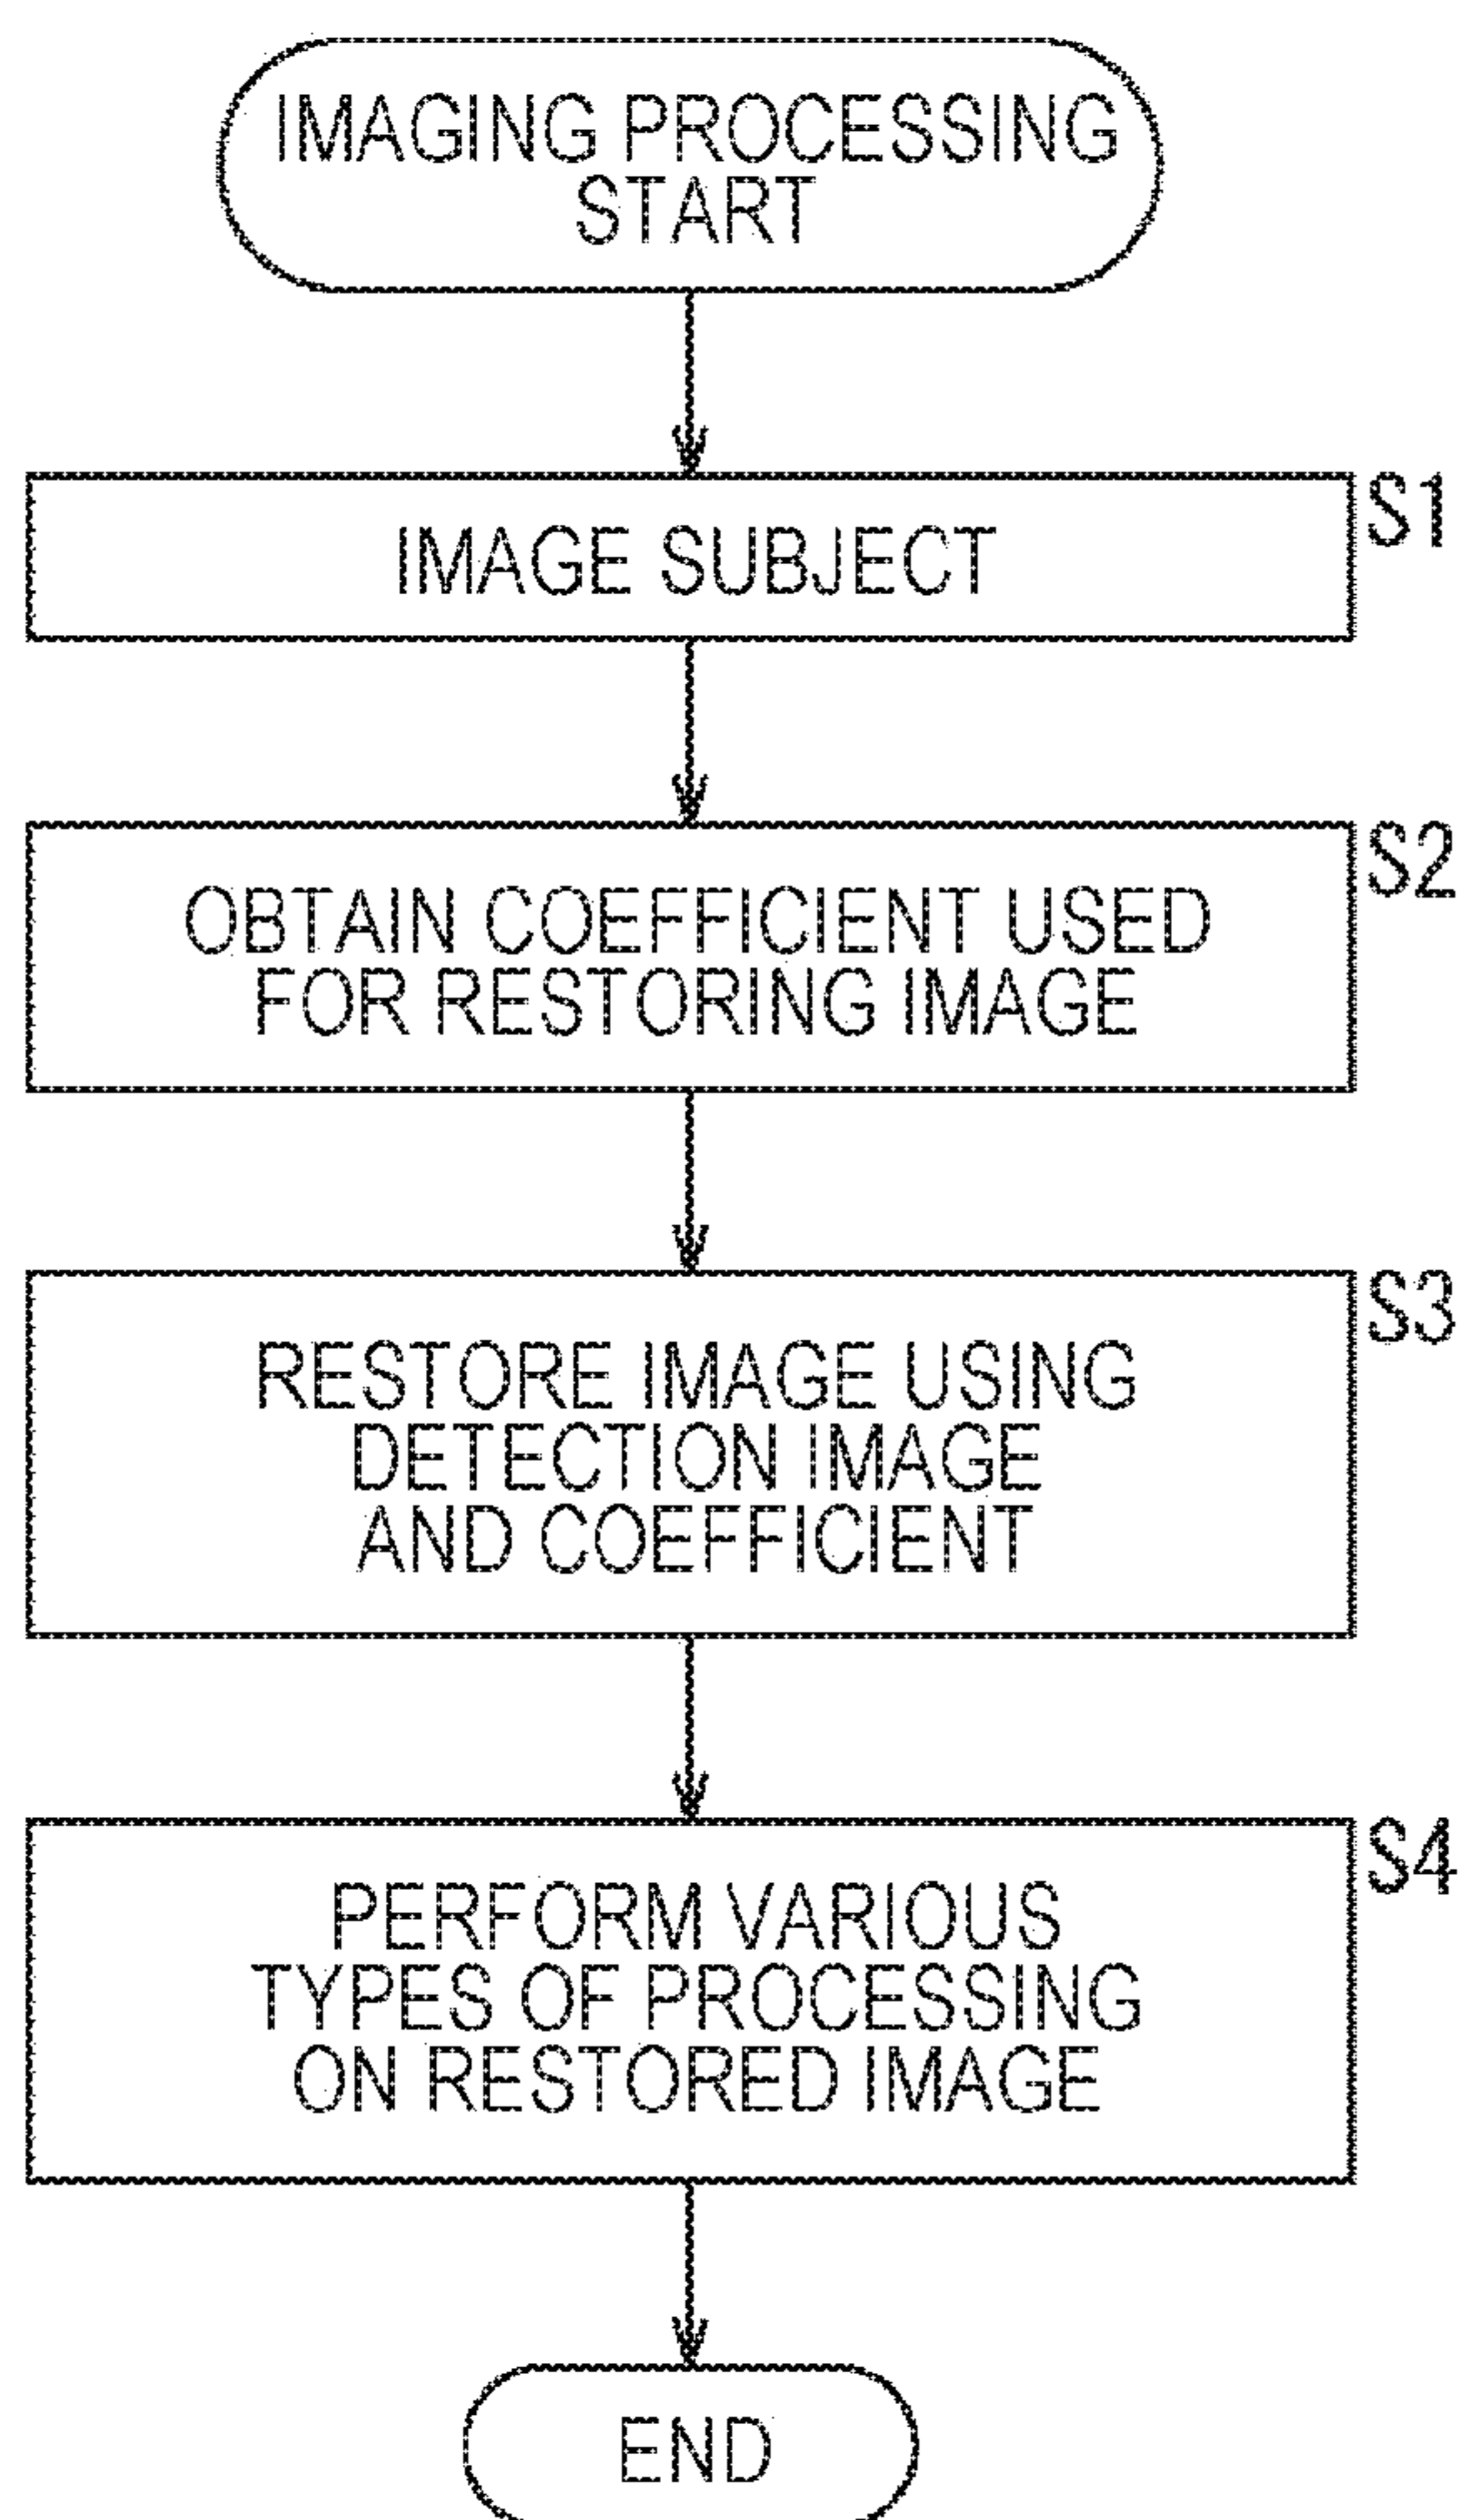 IMAGING PROCESSING
START
S1
IMAGE SUBJECT
S2
OBTAIN COEFFICIENT USED
FOR RESTORING IMAGE
S3
RESTORE IMAGE USING
DETECTION IMAGE
AND COEFFICIENT
S4
PERFORM VARIOUS
TYPES OF PROCESSING
ON RESTORED IMAGE
END